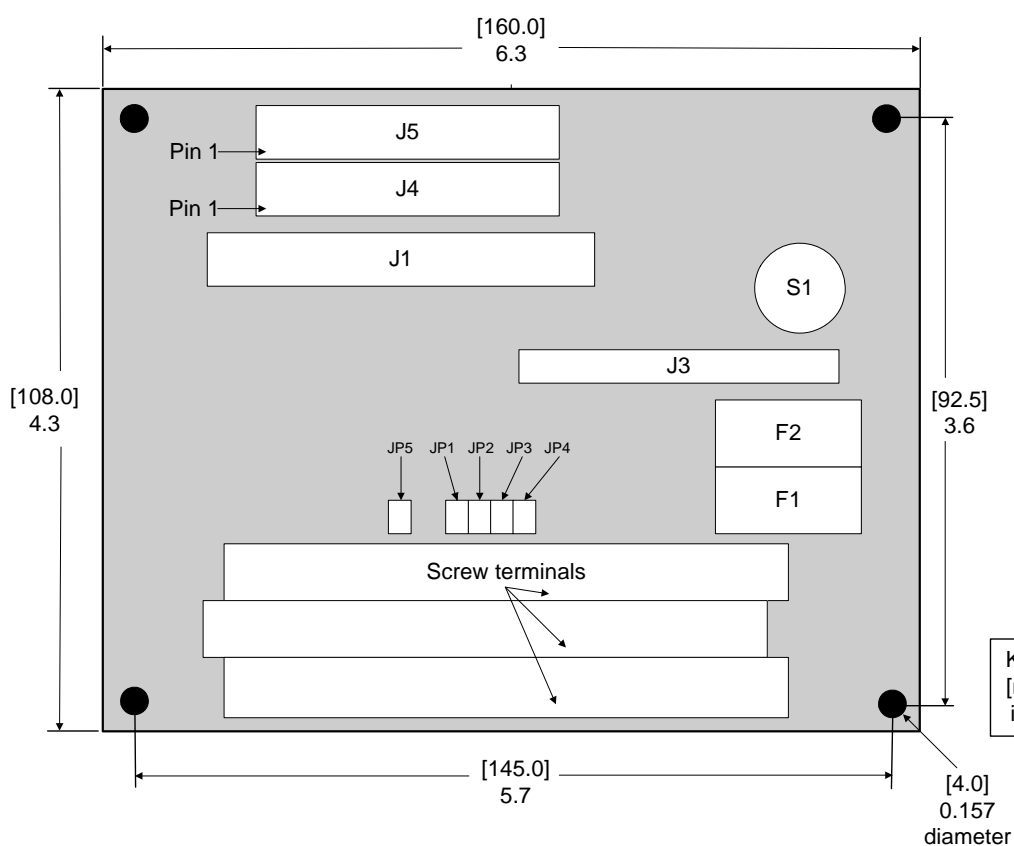 [160.0]
6.3
J5
Pin 1
J4
Pin 1
J1
S1
J3
[108.0]
4.3
[92.5]
3.6
F2
JP5 JP1 JP2 JP3 JP4
F1
Screw terminals
[145.0]
5.7
[4.0]
0.157
diameter